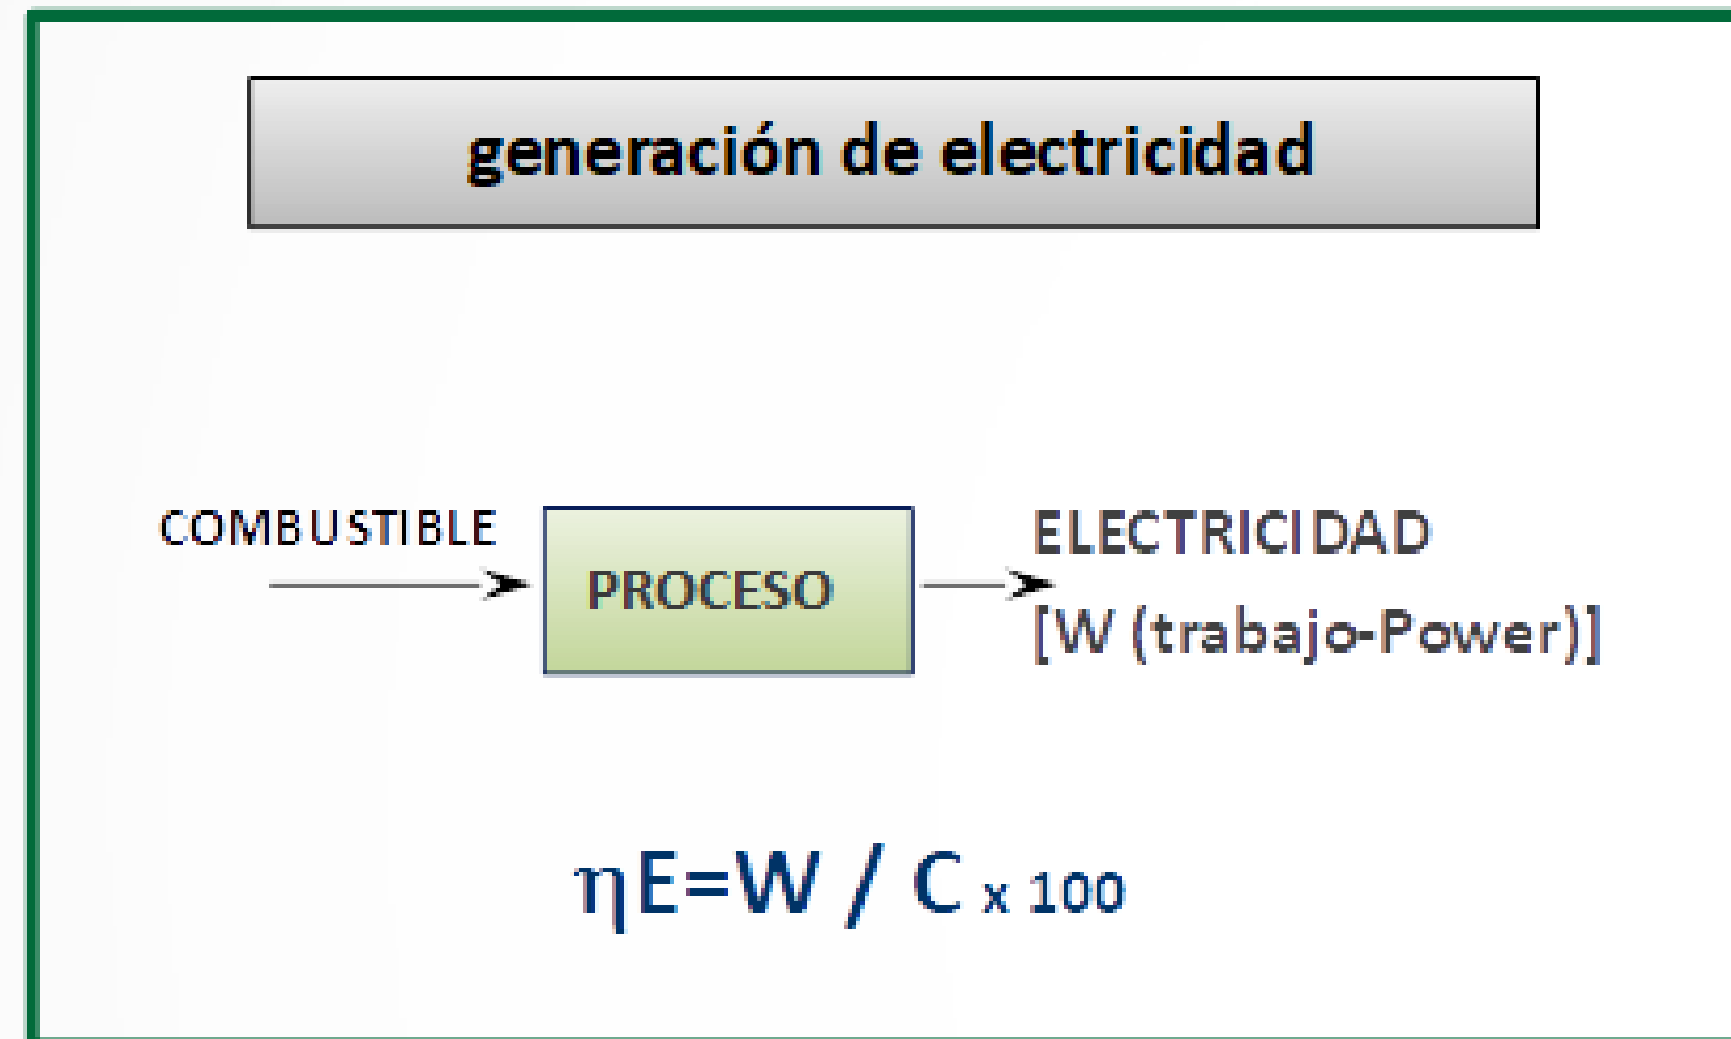 generación de electricidad
COMBUSTIBLE
PROCESO
ELECTRICIDAD
[W (trabajo-Power)]
ηE=W / C x 100